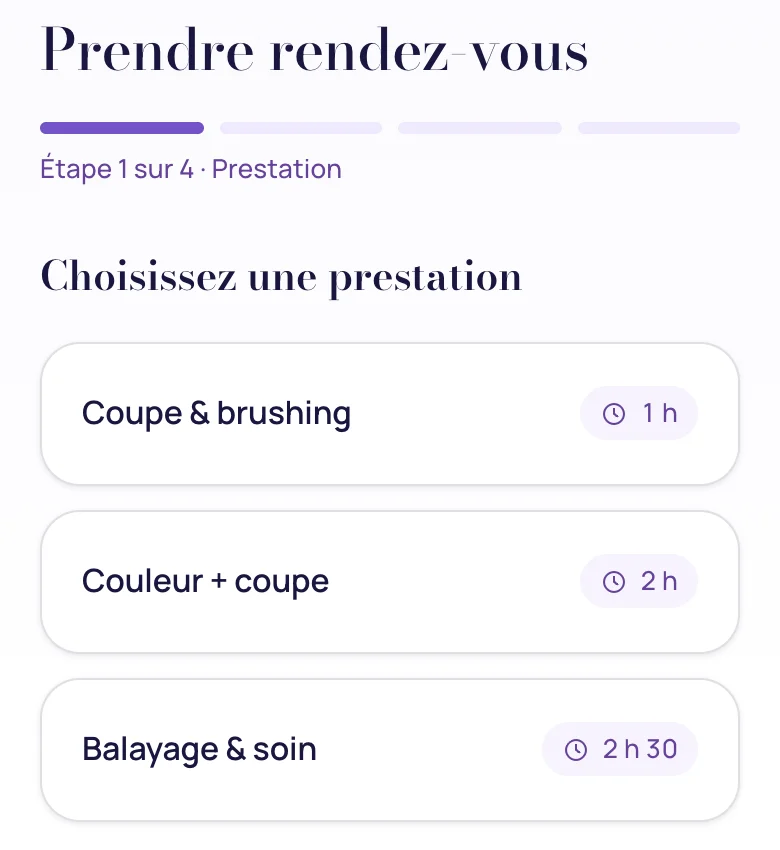 Prendre rendez-vous
Étape 1 sur 4 · Prestation
Choisissez une prestation
Coupe & brushing 1 h
Couleur + coupe 2 h
Balayage & soin 2 h 30